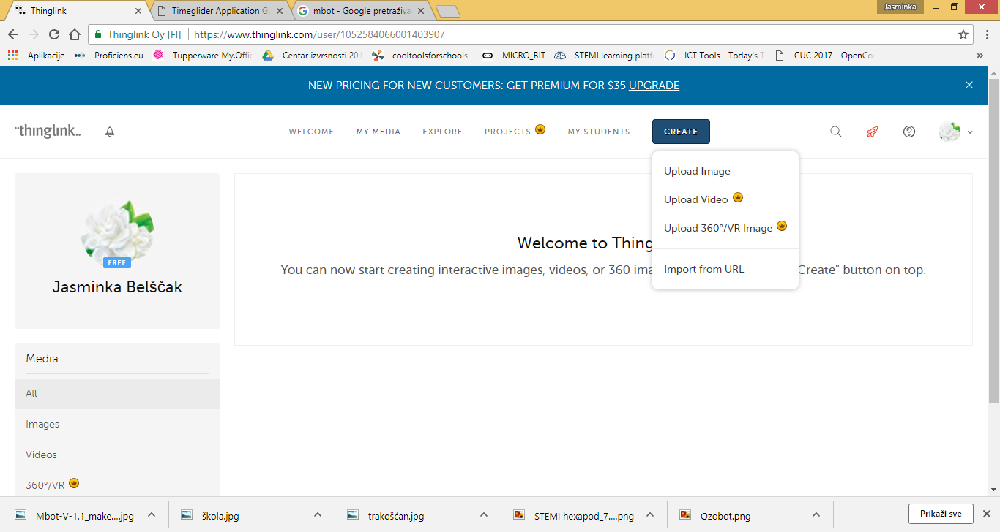 Thinglink
Timeglider Application Gu
mbot - Google pretraživa
Jasminka
Thinglink Oy [FI] https://www.thinglink.com/user/1052584066001403907
Aplikacije Proficiens.eu Tupperware My.Offic Centar izvrsnosti 201 cooltoolsforschools MICRO_BIT STEMI learning platf ICT Tools - Today's T CUC 2017 - OpenCo
NEW PRICING FOR NEW CUSTOMERS: GET PREMIUM FOR $35 UPGRADE
thinglink..
WELCOME MY MEDIA EXPLORE PROJECTS MY STUDENTS CREATE
Upload Image
Upload Video
Upload 360°/VR Image
Import from URL
FREE
Jasminka Belščak
Welcome to Thing
You can now start creating interactive images, videos, or 360 ima Create" button on top.
Media
All
Images
Videos
360°/VR
Mbot-V-1.1_make....jpg škola.jpg trakošćan.jpg STEMI hexapod_7....png Ozobot.png Prikaži sve